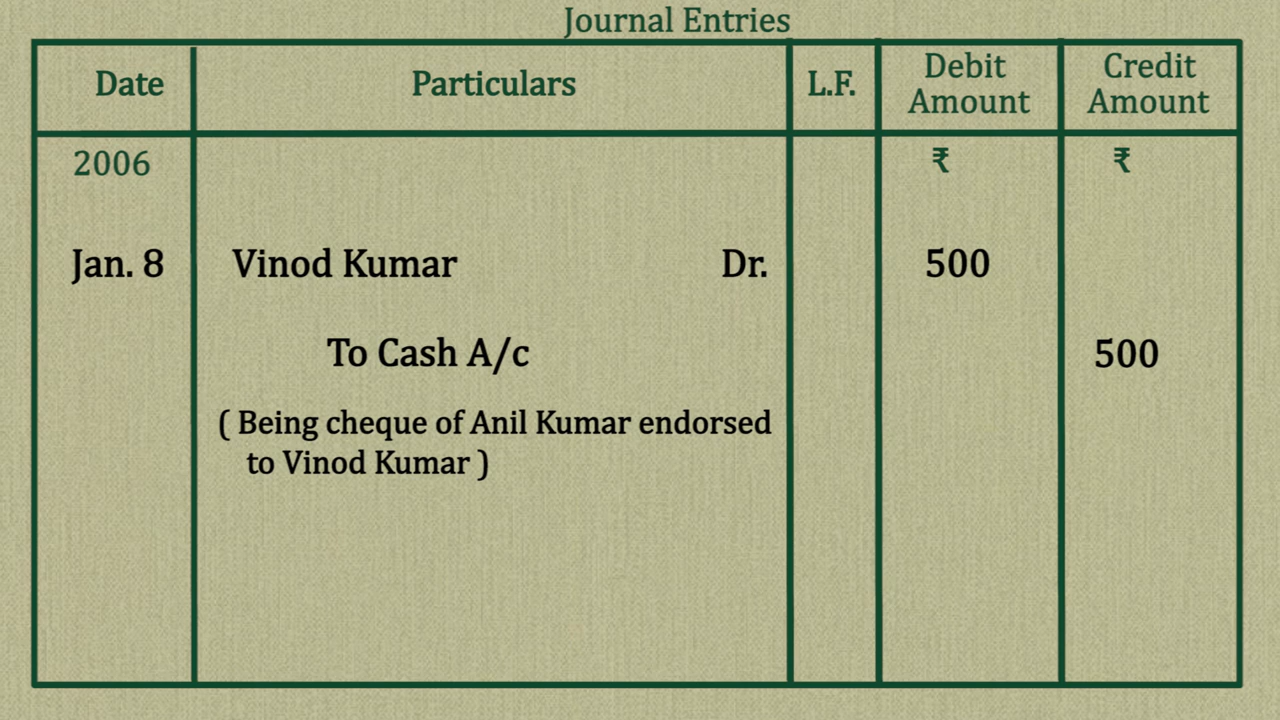 Journal Entries
Date Particulars L.F. Debit Amount Credit Amount
2006 ₹ ₹
Jan. 8 Vinod Kumar Dr. 500
To Cash A/c 500
( Being cheque of Anil Kumar endorsed
to Vinod Kumar )